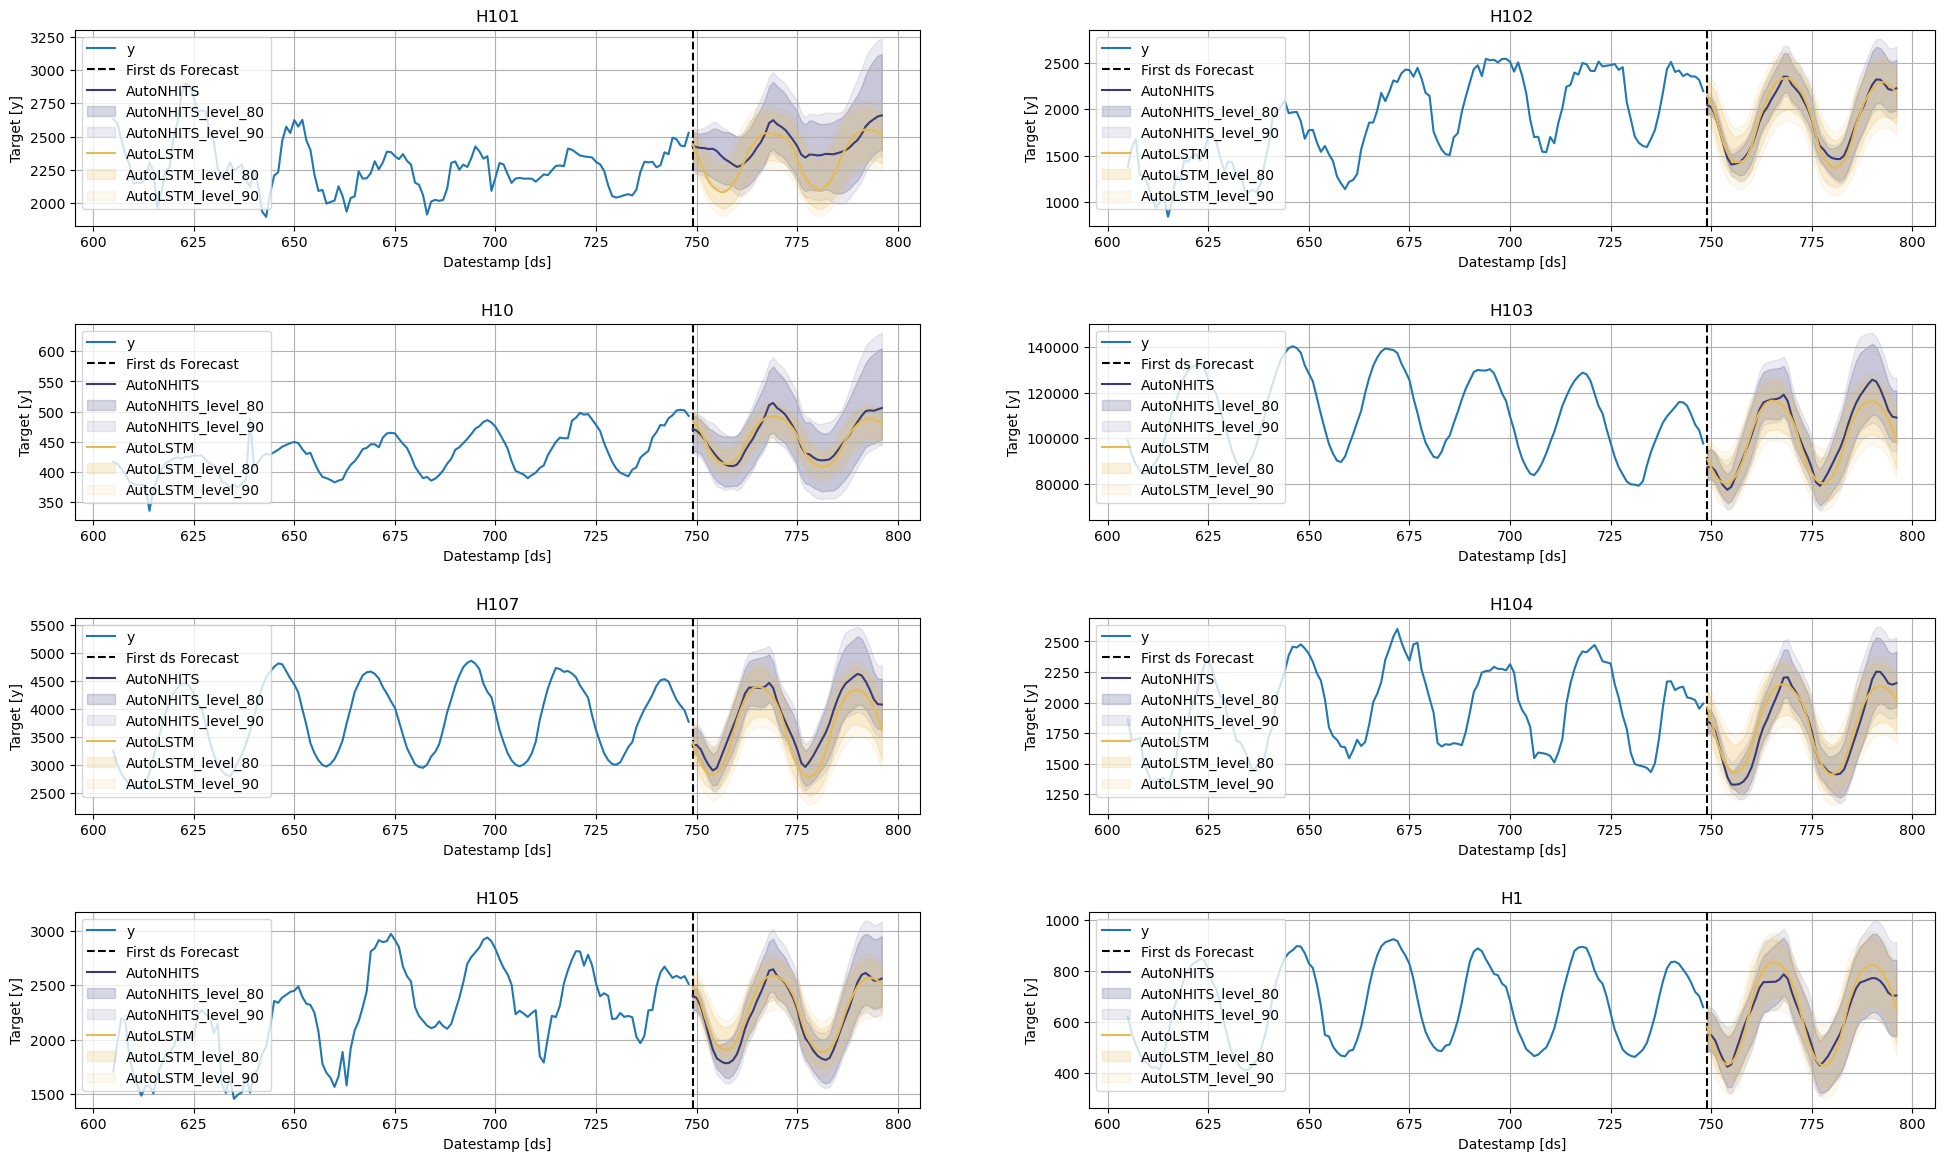 H101
3250
3000
2750
2500
2250
2000
Target [y]
y
First ds Forecast
AutoNHITS
AutoNHITS_level_80
AutoNHITS_level_90
AutoLSTM
AutoLSTM_level_80
AutoLSTM_level_90
600 625 650 675 700 725 750 775 800
Datestamp [ds]
H102
2500
2000
1500
1000
Target [y]
y
First ds Forecast
AutoNHITS
AutoNHITS_level_80
AutoNHITS_level_90
AutoLSTM
AutoLSTM_level_80
AutoLSTM_level_90
600 625 650 675 700 725 750 775 800
Datestamp [ds]
H10
600
550
500
450
400
350
Target [y]
y
First ds Forecast
AutoNHITS
AutoNHITS_level_80
AutoNHITS_level_90
AutoLSTM
AutoLSTM_level_80
AutoLSTM_level_90
600 625 650 675 700 725 750 775 800
Datestamp [ds]
H103
140000
120000
100000
80000
Target [y]
y
First ds Forecast
AutoNHITS
AutoNHITS_level_80
AutoNHITS_level_90
AutoLSTM
AutoLSTM_level_80
AutoLSTM_level_90
600 625 650 675 700 725 750 775 800
Datestamp [ds]
H107
5500
5000
4500
4000
3500
3000
2500
Target [y]
y
First ds Forecast
AutoNHITS
AutoNHITS_level_80
AutoNHITS_level_90
AutoLSTM
AutoLSTM_level_80
AutoLSTM_level_90
600 625 650 675 700 725 750 775 800
Datestamp [ds]
H104
2500
2250
2000
1750
1500
1250
Target [y]
y
First ds Forecast
AutoNHITS
AutoNHITS_level_80
AutoNHITS_level_90
AutoLSTM
AutoLSTM_level_80
AutoLSTM_level_90
600 625 650 675 700 725 750 775 800
Datestamp [ds]
H105
3000
2500
2000
1500
Target [y]
y
First ds Forecast
AutoNHITS
AutoNHITS_level_80
AutoNHITS_level_90
AutoLSTM
AutoLSTM_level_80
AutoLSTM_level_90
600 625 650 675 700 725 750 775 800
Datestamp [ds]
H1
1000
800
600
400
Target [y]
y
First ds Forecast
AutoNHITS
AutoNHITS_level_80
AutoNHITS_level_90
AutoLSTM
AutoLSTM_level_80
AutoLSTM_level_90
600 625 650 675 700 725 750 775 800
Datestamp [ds]